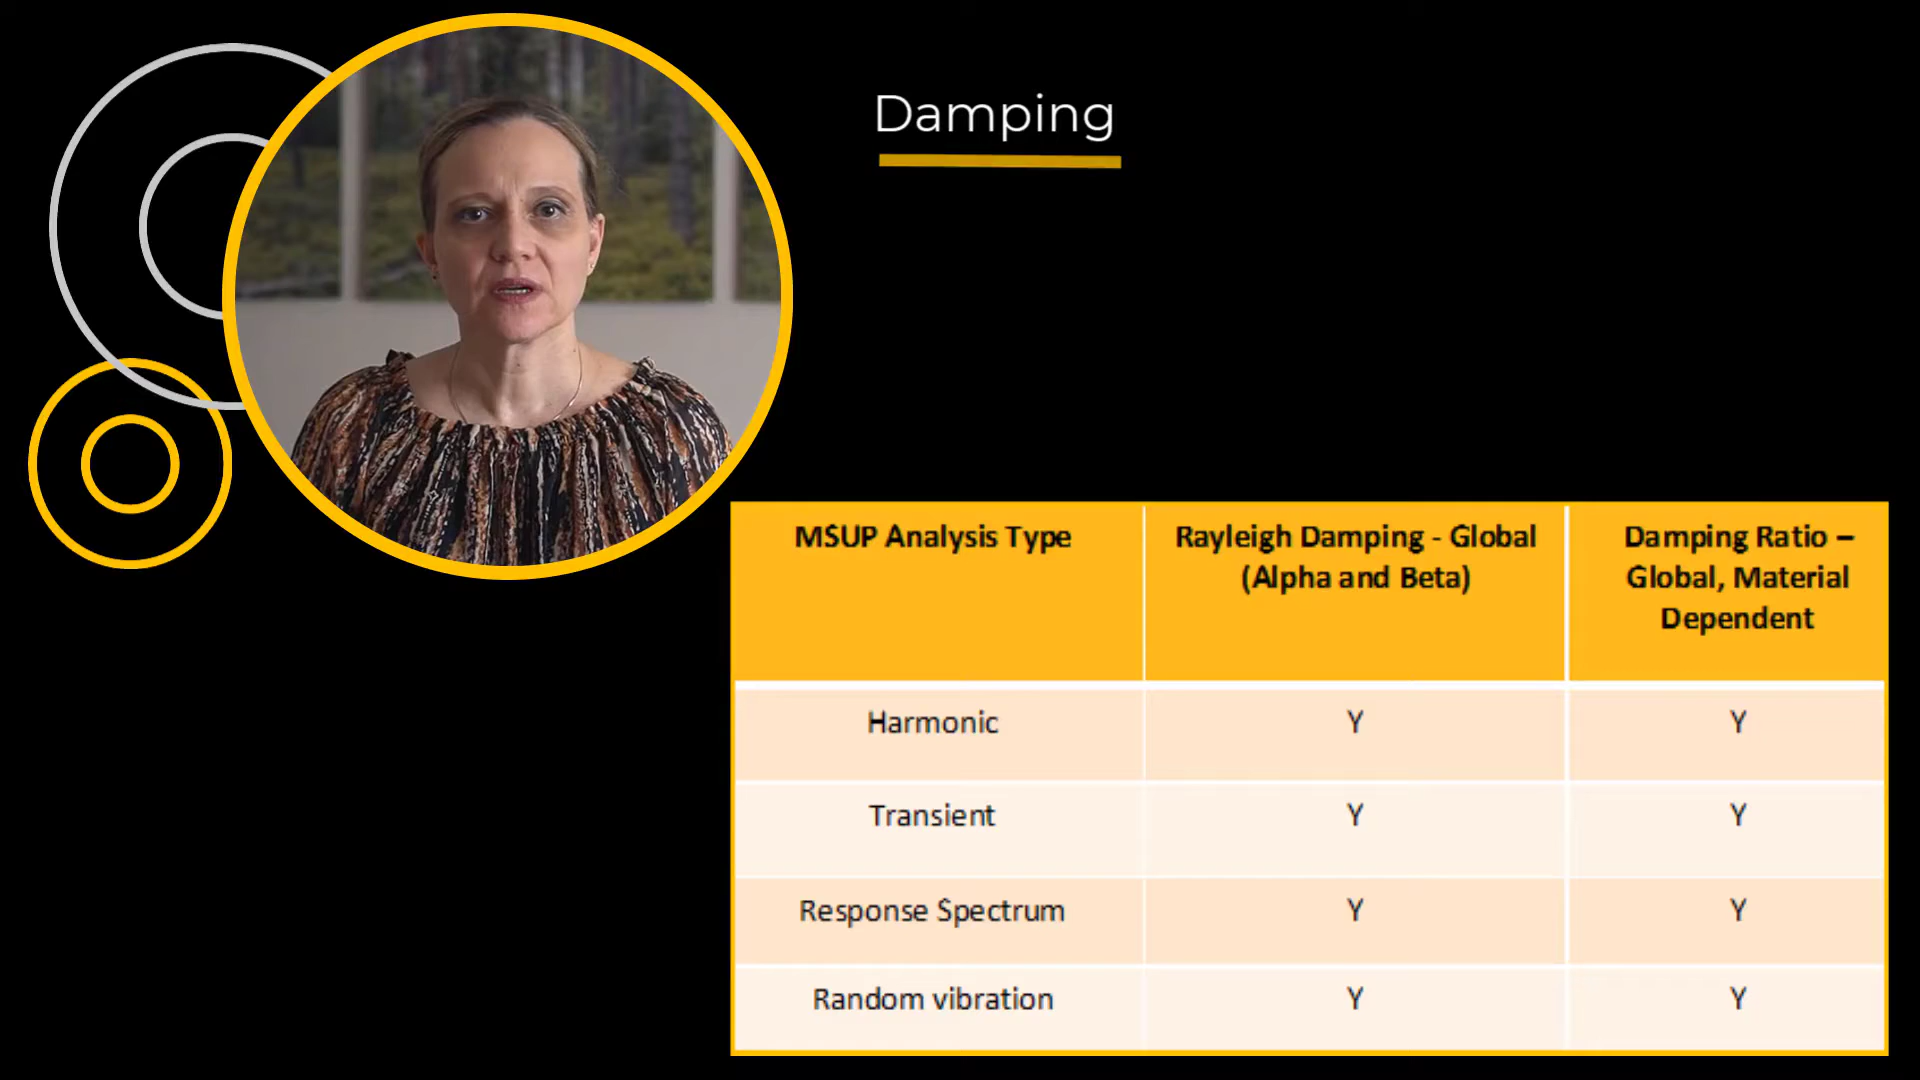 Damping
MSUP Analysis Type
Rayleigh Damping - Global
(Alpha and Beta)
Damping Ratio –
Global, Material
Dependent
Harmonic
Y
Y
Transient
Y
Y
Response Spectrum
Y
Y
Random vibration
Y
Y